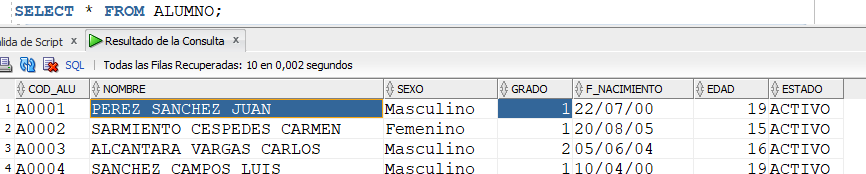 SELECT * FROM ALUMNO;
alida de Script x Resultado de la Consulta x
SQL | Todas las Filas Recuperadas: 10 en 0,002 segundos
COD_ALU NOMBRE SEXO GRADO F_NACIMIENTO EDAD ESTADO
1 A0001 PEREZ SANCHEZ JUAN Masculino 1 22/07/00 19 ACTIVO
2 A0002 SARMIENTO CESPEDES CARMEN Femenino 1 20/08/05 15 ACTIVO
3 A0003 ALCANTARA VARGAS CARLOS Masculino 2 05/06/04 16 ACTIVO
4 A0004 SANCHEZ CAMPOS LUIS Masculino 1 10/04/00 19 ACTIVO